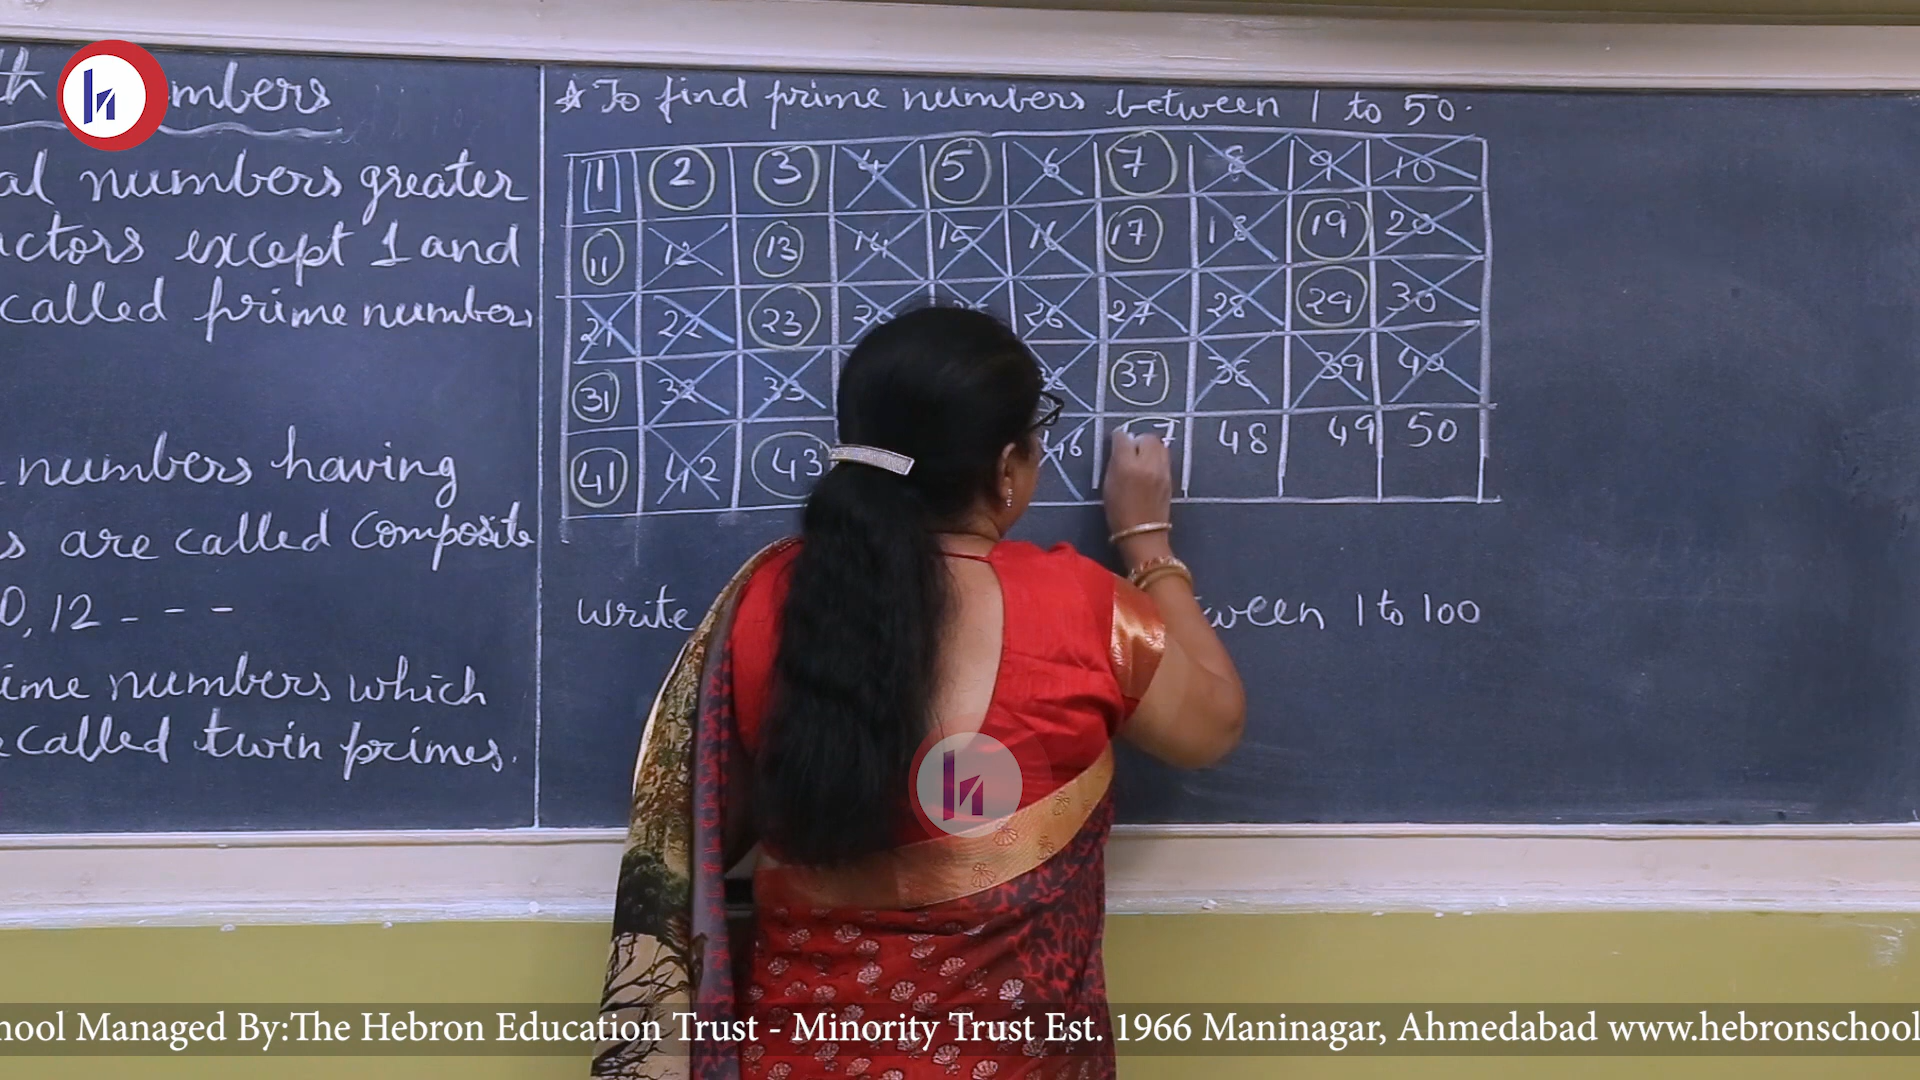 th mbers
al numbers greater
actors except 1 and
called prime numbers
numbers having
s are called Composite
0, 12 - - -
ime numbers which
e called twin primes.
☆ To find prime numbers between 1 to 50.
1 2 3 4 5 6 7 8 9 10
11 12 13 14 15 16 17 18 19 20
21 22 23 26 27 28 29 30
31 32 33 37 38 39 40
41 42 43 46 7 48 49 50
write ween 1 to 100
hool Managed By:The Hebron Education Trust - Minority Trust Est. 1966 Maninagar, Ahmedabad www.hebronschool